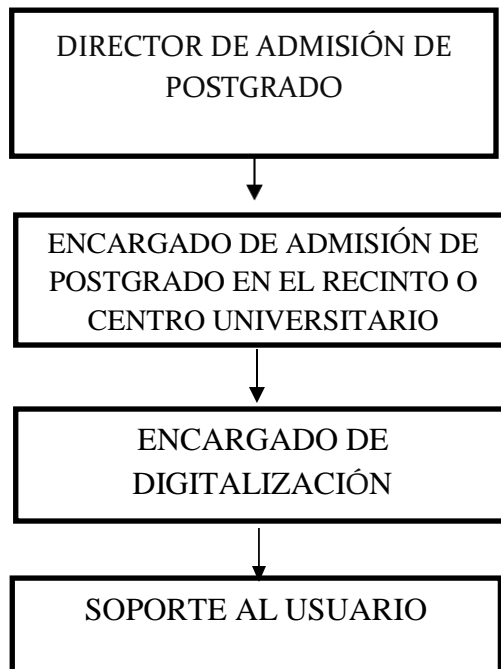 DIRECTOR DE ADMISIÓN DE
POSTGRADO
ENCARGADO DE ADMISIÓN DE
POSTGRADO EN EL RECINTO O
CENTRO UNIVERSITARIO
ENCARGADO DE
DIGITALIZACIÓN
SOPORTE AL USUARIO